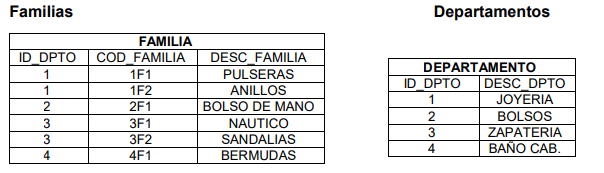 Familias
FAMILIA
ID_DPTO COD_FAMILIA DESC_FAMILIA
1 1F1 PULSERAS
1 1F2 ANILLOS
2 2F1 BOLSO DE MANO
3 3F1 NAUTICO
3 3F2 SANDALIAS
4 4F1 BERMUDAS
Departamentos
DEPARTAMENTO
ID_DPTO DESC_DPTO
1 JOYERIA
2 BOLSOS
3 ZAPATERIA
4 BAÑO CAB.